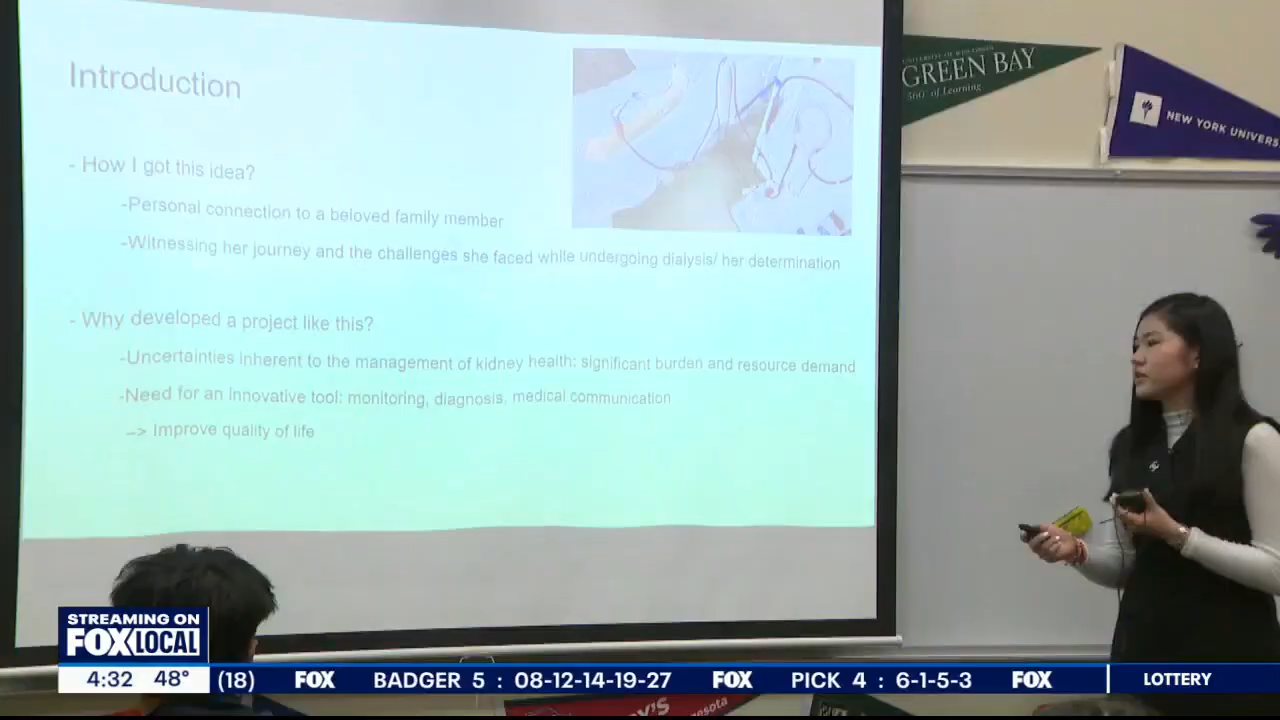 Introduction
- How I got this idea?
-Personal connection to a beloved family member
-Witnessing her journey and the challenges she faced while undergoing dialysis/ her determination
- Why developed a project like this?
-Uncertainties inherent to the management of kidney health: significant burden and resource demand
-Need for an innovative tool: monitoring, diagnosis, medical communication
–> Improve quality of life
UNIVERSITY OF WISCONSIN
GREEN BAY
360° of Learning
NEW YORK UNIVERS
STREAMING ON
FOX LOCAL
4:32 48° (18) FOX BADGER 5 : 08-12-14-19-27 FOX PICK 4 : 6-1-5-3 FOX LOTTERY